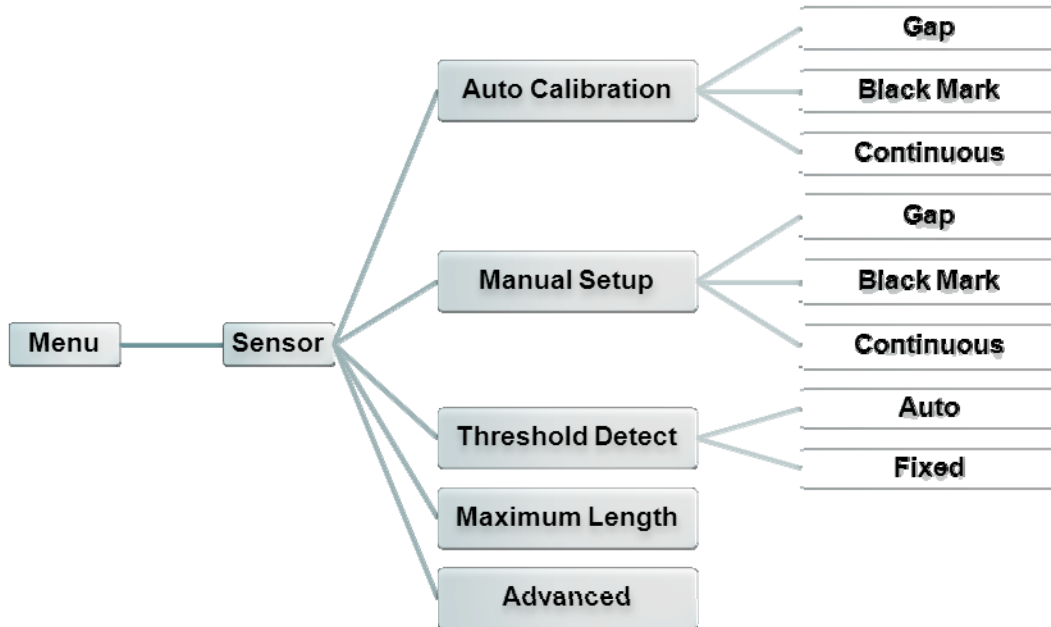 Menu
Sensor
Auto Calibration
Gap
Black Mark
Continuous
Manual Setup
Gap
Black Mark
Continuous
Threshold Detect
Auto
Fixed
Maximum Length
Advanced